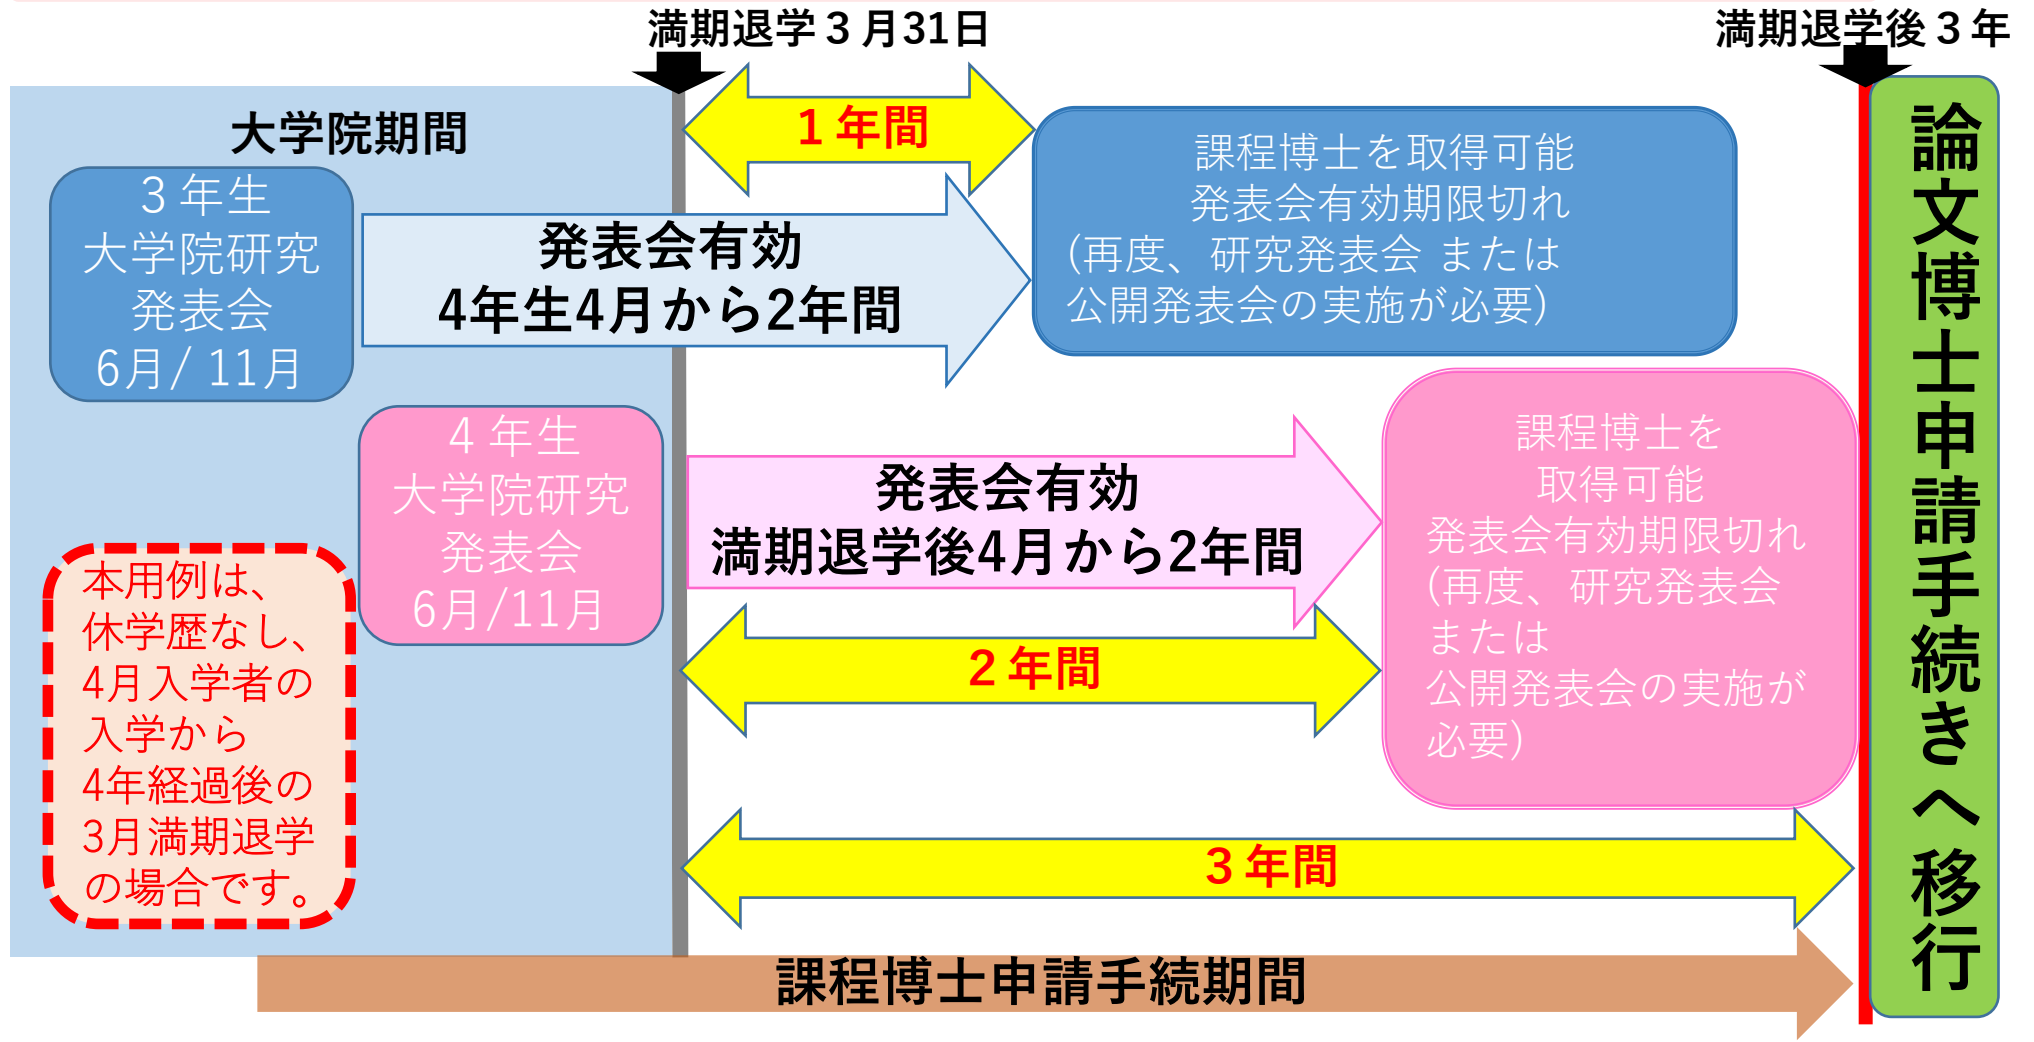 満期退学３月31日
満期退学後３年
大学院期間
１年間
３年生
大学院研究
発表会
6月/ 11月
発表会有効
4年生4月から2年間
課程博士を取得可能
発表会有効期限切れ
(再度、研究発表会 または
公開発表会の実施が必要)
４年生
大学院研究
発表会
6月/11月
発表会有効
満期退学後4月から2年間
２年間
課程博士を
取得可能
発表会有効期限切れ
(再度、研究発表会
または
公開発表会の実施が
必要)
本用例は、
休学歴なし、
4月入学者の
入学から
4年経過後の
3月満期退学
の場合です。
３年間
課程博士申請手続期間
論文博士申請手続きへ移行